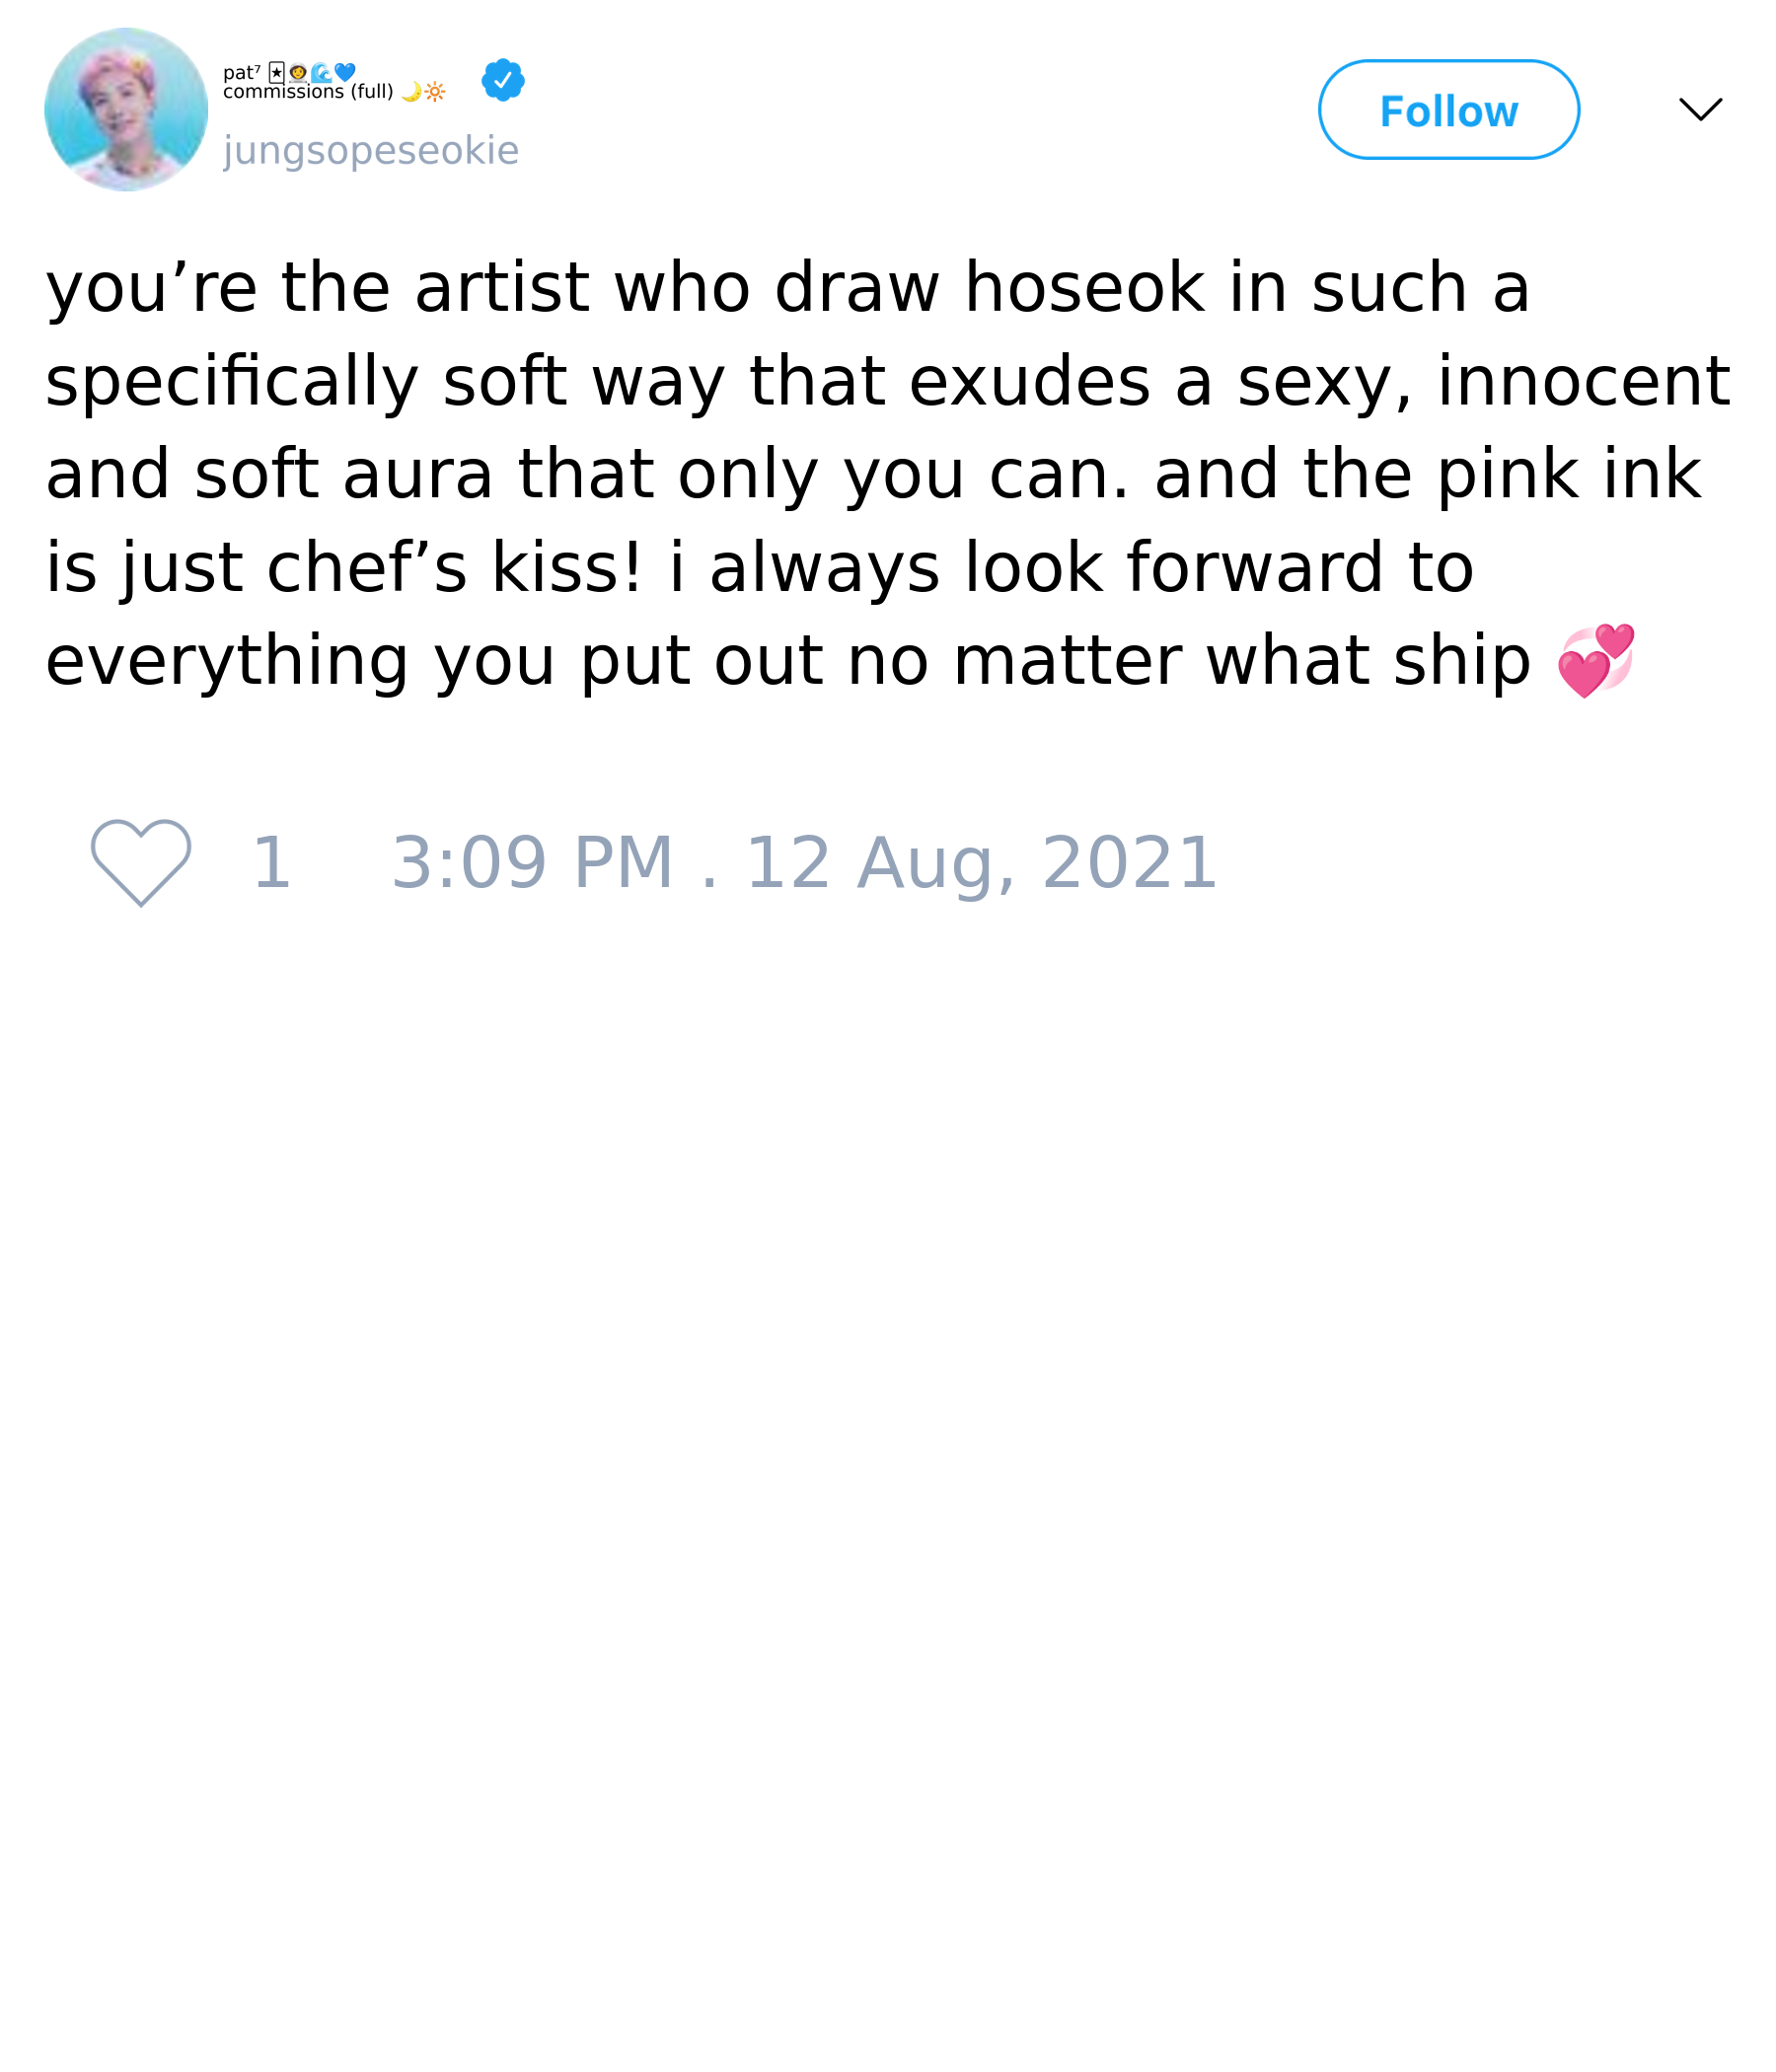 pat⁷ 🃏🧑‍🚀🌊💙
commissions (full) 🌙🔆
jungsopeseokie
Follow
you’re the artist who draw hoseok in such a
specifically soft way that exudes a sexy, innocent
and soft aura that only you can. and the pink ink
is just chef’s kiss! i always look forward to
everything you put out no matter what ship 💞
1 3:09 PM . 12 Aug, 2021